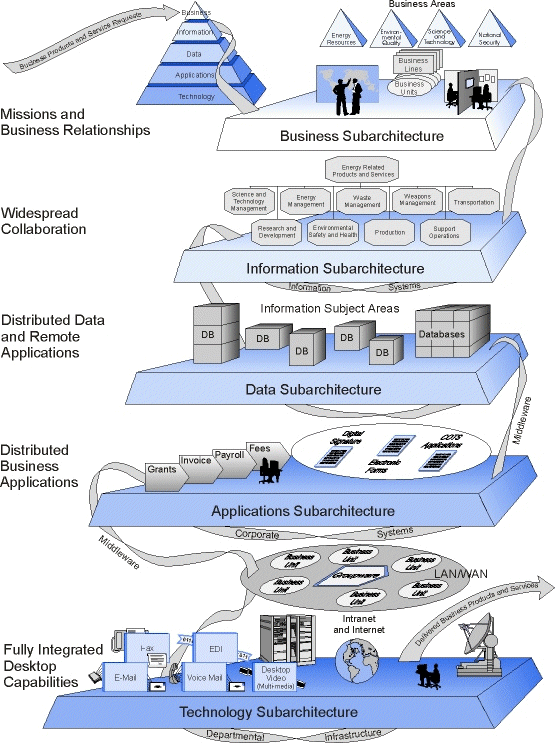 Business Products and Service Requests
Business
Information
Data
Applications
Technology
Business Areas
Energy
Resources
Environ-
mental
Quality
Science
and
Technology
National
Security
Business
Lines
Business
Units
Missions and
Business Relationships
Business Subarchitecture
Energy Related
Products and Services
Science and
Technology
Management
Energy
Management
Waste
Management
Weapons
Management
Transportation
Widespread
Collaboration
Research and
Development
Environmental
Safety and Health
Production
Support
Operations
Information Subarchitecture
Information
Systems
Information Subject Areas
Distributed Data
and Remote
Applications
DB
DB
DB
DB
DB
Databases
Data Subarchitecture
Middleware
Distributed
Business
Applications
Grants
Invoice
Payroll
Fees
Digital
Signature
Electronic
Forms
COTS
Applications
Applications Subarchitecture
Corporate
Systems
Middleware
Business
Unit
Business
Unit
Business
Unit
Business
Unit
Business
Unit
Business
Unit
Groupware
LAN/WAN
Intranet
and Internet
Delivered Business Products and Services
Fully Integrated
Desktop
Capabilities
Fax
EDI
E-Mail
Voice Mail
Desktop
Video
(Multi-media)
Technology Subarchitecture
Departmental
Infrastructure